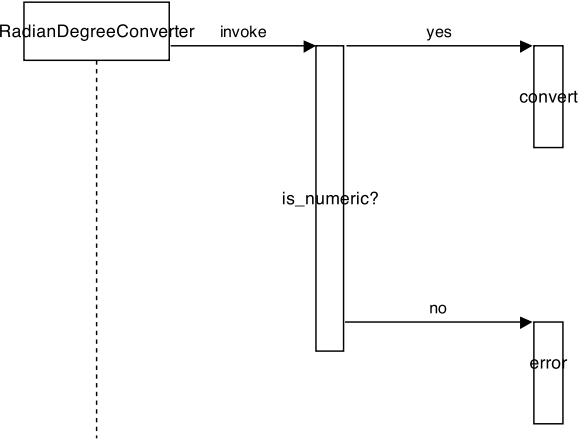 RadianDegreeConverter
invoke
yes
convert
is_numeric?
no
error